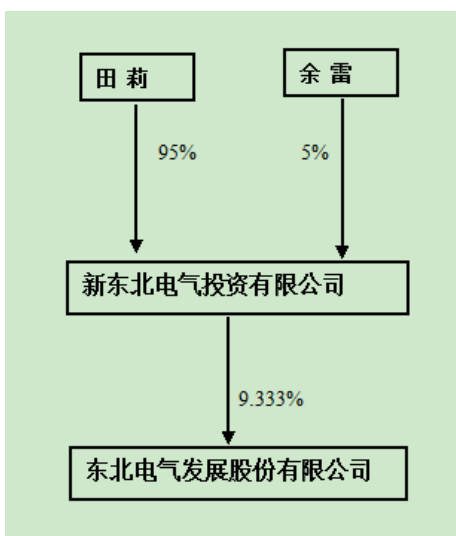 田 莉
余 雷
95%
5%
新东北电气投资有限公司
9.333%
东北电气发展股份有限公司